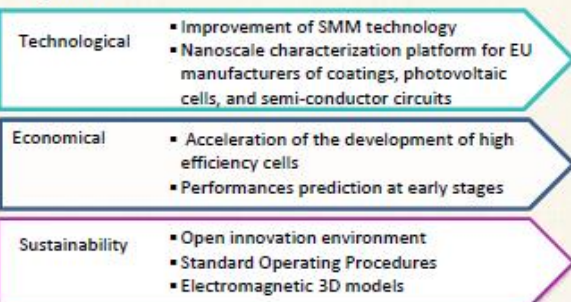 Technological
▪ Improvement of SMM technology
▪ Nanoscale characterization platform for EU
manufacturers of coatings, photovoltaic
cells, and semi-conductor circuits
Economical
▪ Acceleration of the development of high
efficiency cells
▪ Performances prediction at early stages
Sustainability
▪ Open innovation environment
▪ Standard Operating Procedures
▪ Electromagnetic 3D models